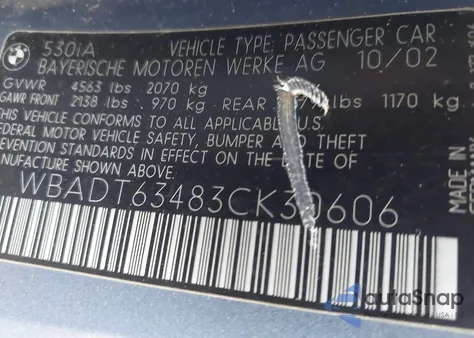 BMW
530iA VEHICLE TYPE: PASSENGER CAR
BAYERISCHE MOTOREN WERKE AG 10/02
GVWR 4563 lbs 2070 kg
GAWR FRONT 2138 lbs 970 kg REAR lbs 1170 kg
THIS VEHICLE CONFORMS TO ALL APPLICABLE U.S.
FEDERAL MOTOR VEHICLE SAFETY, BUMPER AND THEFT
PREVENTION STANDARDS IN EFFECT ON THE DATE OF
MANUFACTURE SHOWN ABOVE.
WBADT63483CK30606
MADE IN
autoSnap
USA